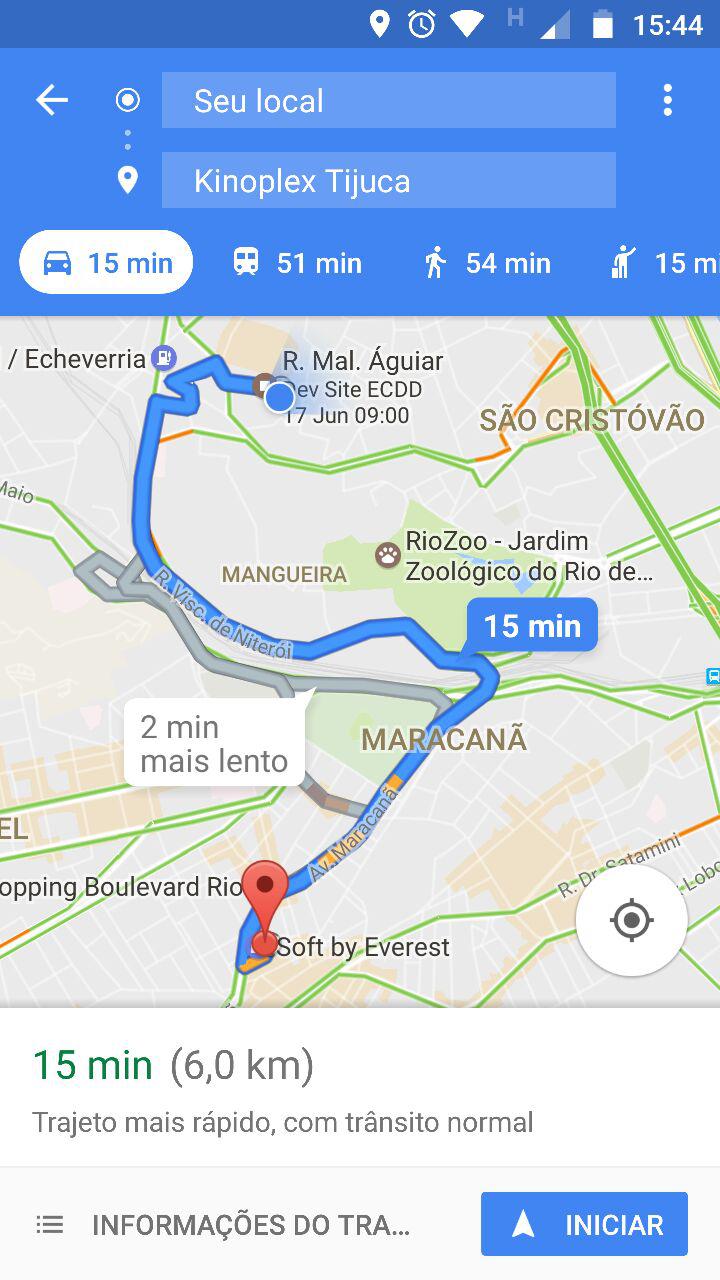 H 15:44
Seu local
Kinoplex Tijuca
15 min 51 min 54 min 15 m
/ Echeverria
R. Mal. Águiar
Dev Site ECDD
17 Jun 09:00
SÃO CRISTÓVÃO
Maio
RioZoo - Jardim
Zoológico do Rio de...
MANGUEIRA
R. Visc. de Niterói
15 min
2 min
mais lento
MARACANÃ
EL
Av. Maracanã
R. Dr. Satamini
Lobo
opping Boulevard Rio
Soft by Everest
15 min (6,0 km)
Trajeto mais rápido, com trânsito normal
INFORMAÇÕES DO TRA...
INICIAR